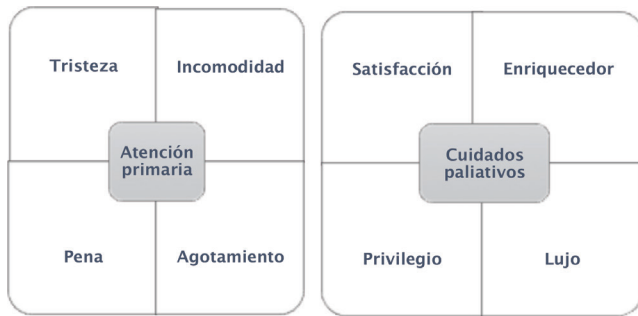 Tristeza
Incomodidad
Atención
primaria
Pena
Agotamiento
Satisfacción
Enriquecedor
Cuidados
paliativos
Privilegio
Lujo